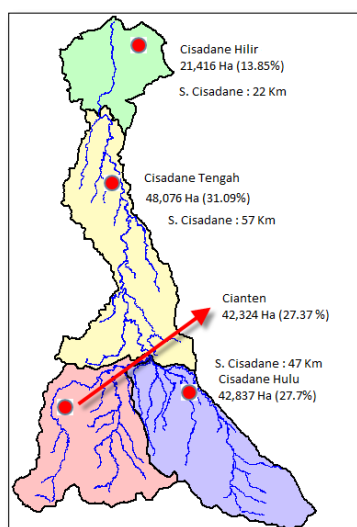 Cisadane Hilir
21,416 Ha (13.85%)
S. Cisadane : 22 Km
Cisadane Tengah
48,076 Ha (31.09%)
S. Cisadane : 57 Km
Cianten
42,324 Ha (27.37 %)
S. Cisadane : 47 Km
Cisadane Hulu
42,837 Ha (27.7%)